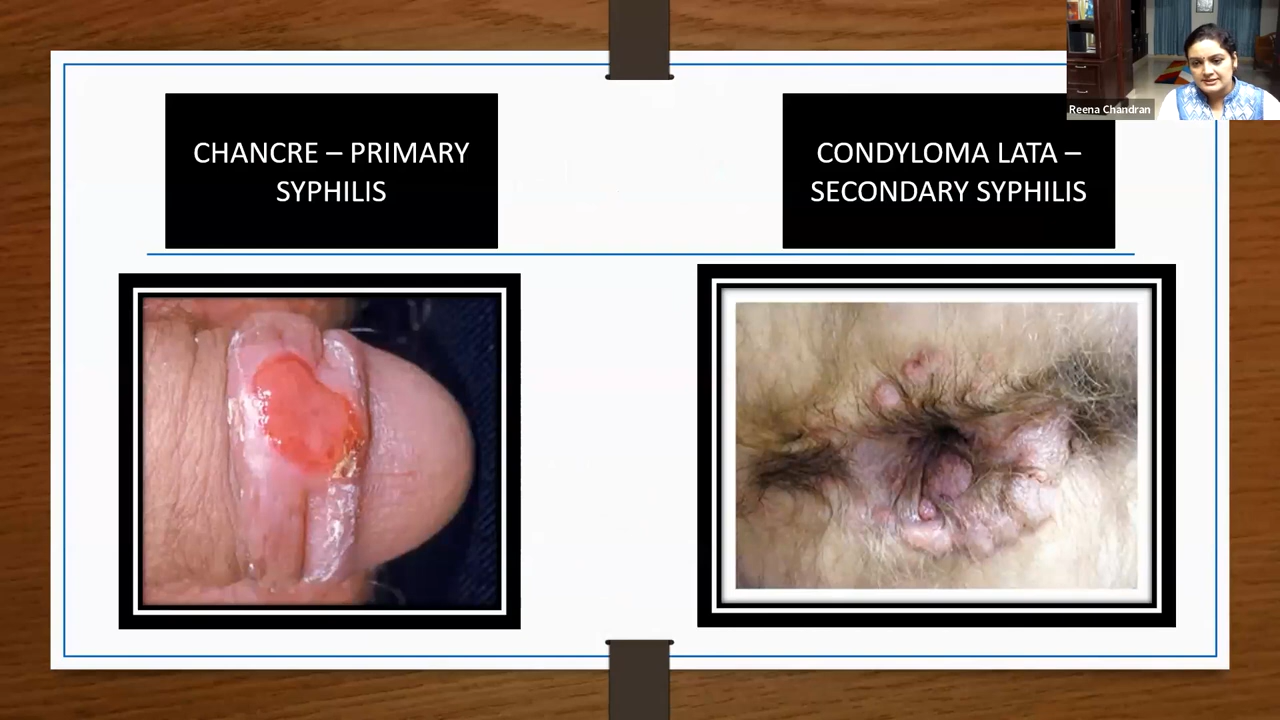 CHANCRE – PRIMARY
SYPHILIS
CONDYLOMA LATA –
SECONDARY SYPHILIS
Reena Chandran